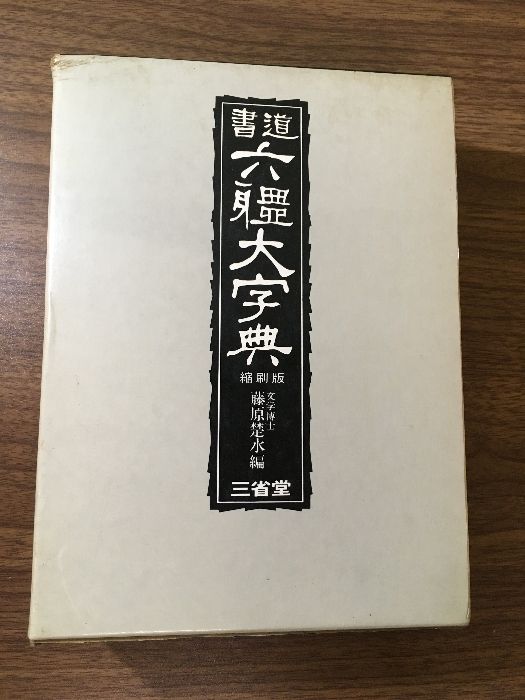 書道
六軆大字典
縮刷版
文学博士
藤原楚水編
三省堂